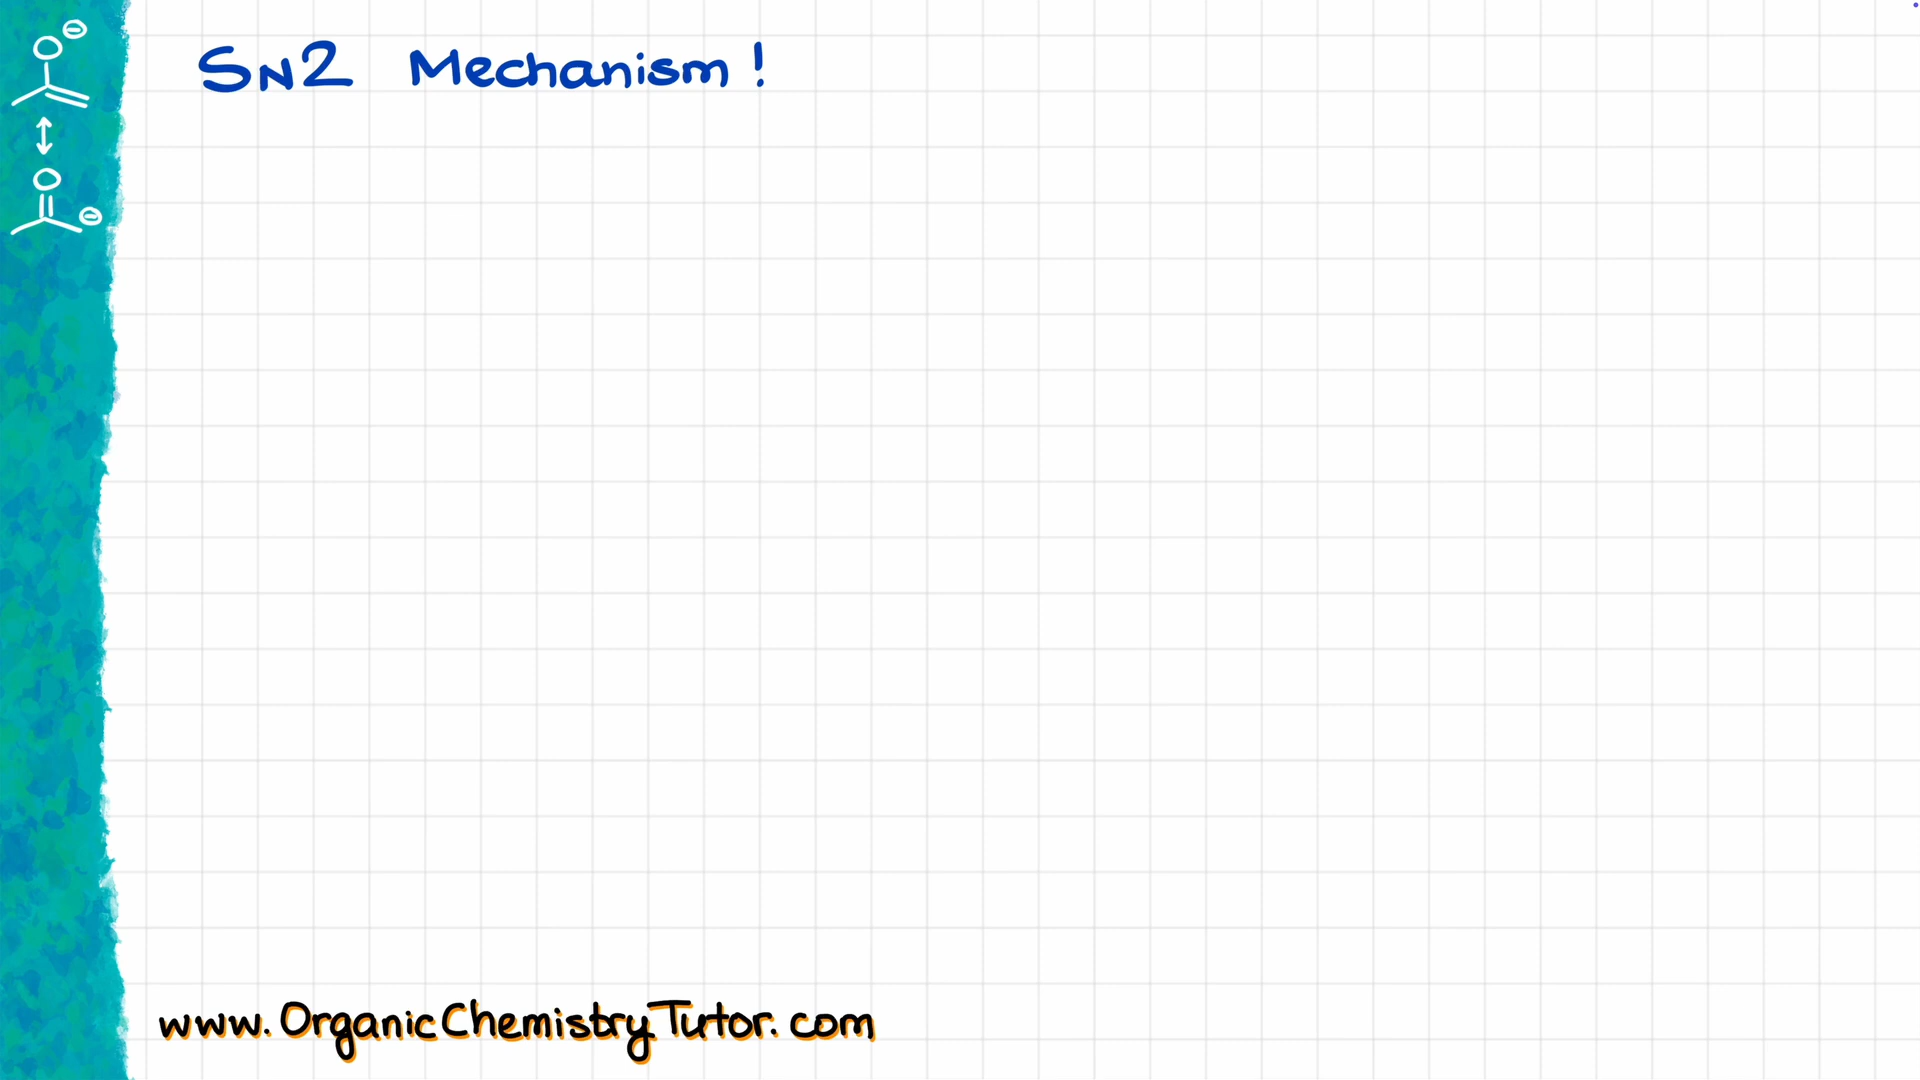 O⊖
↔
O
⊖
SN2 Mechanism!
www.OrganicChemistryTutor.com